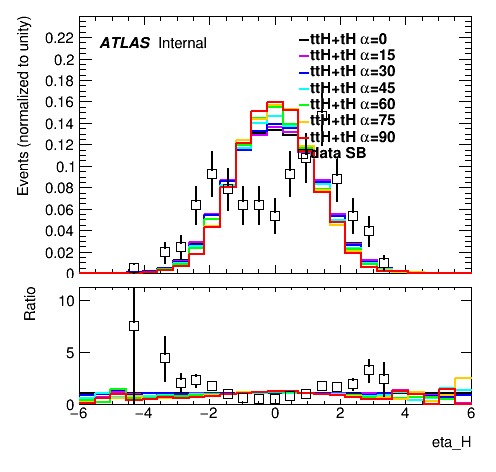 ATLAS Internal
ttH+tH α=0
ttH+tH α=15
ttH+tH α=30
ttH+tH α=45
ttH+tH α=60
ttH+tH α=75
ttH+tH α=90
data SB
Events (normalized to unity)
0.22
0.2
0.18
0.16
0.14
0.12
0.1
0.08
0.06
0.04
0.02
0
Ratio
10
5
0
−6 −4 −2 0 2 4 6
eta_H